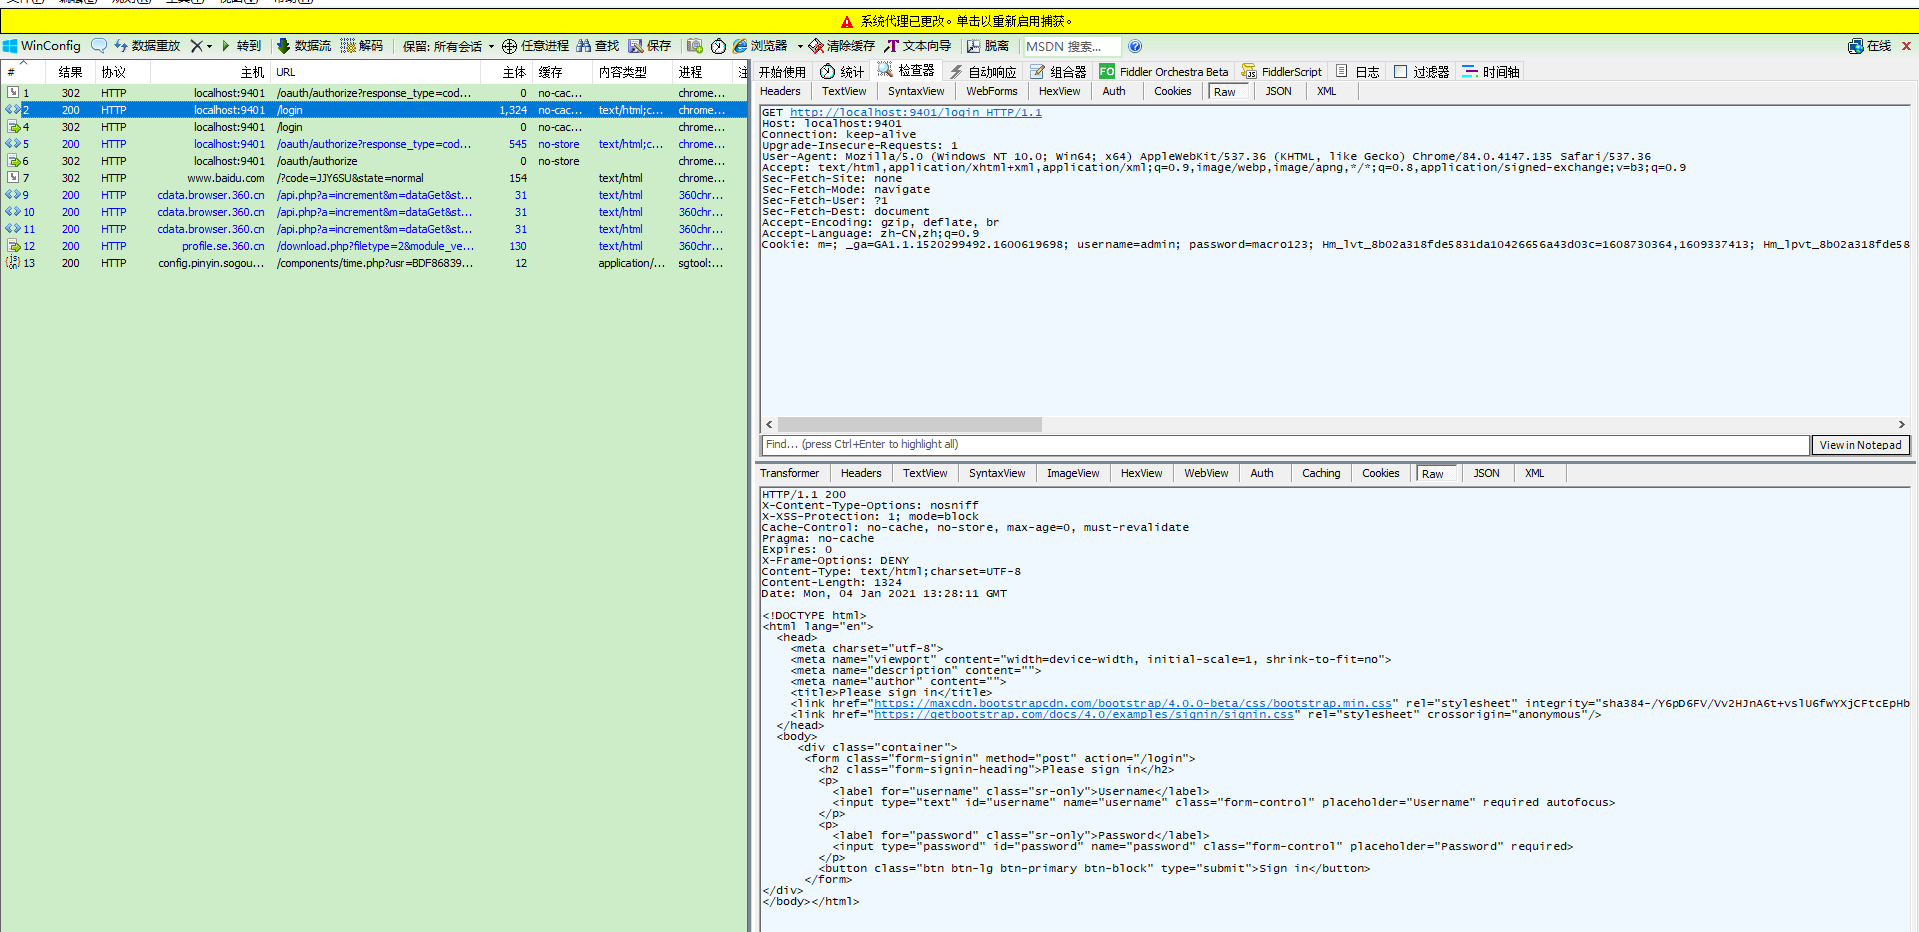 系统代理已更改。单击以重新启用捕获。
WinConfig 数据重放 转到 数据流 解码 保留: 所有会话 任意进程 查找 保存 浏览器 清除缓存 文本向导 脱离 MSDN 搜索... 在线
# 结果 协议 主机 URL 主体 缓存 内容类型 进程 注
1 302 HTTP localhost:9401 /oauth/authorize?response_type=cod... 0 no-cac... chrome...
2 200 HTTP localhost:9401 /login 1,324 no-cac... text/html;c... chrome...
4 302 HTTP localhost:9401 /login 0 no-cac... chrome...
5 200 HTTP localhost:9401 /oauth/authorize?response_type=cod... 545 no-store text/html;c... chrome...
6 302 HTTP localhost:9401 /oauth/authorize 0 no-store chrome...
7 302 HTTP www.baidu.com /?code=JJY6SU&state=normal 154 text/html chrome...
9 200 HTTP cdata.browser.360.cn /api.php?a=increment&m=dataGet&st... 31 text/html 360chr...
10 200 HTTP cdata.browser.360.cn /api.php?a=increment&m=dataGet&st... 31 text/html 360chr...
11 200 HTTP cdata.browser.360.cn /api.php?a=increment&m=dataGet&st... 31 text/html 360chr...
12 200 HTTP profile.se.360.cn /download.php?filetype=2&module_ve... 130 text/html 360chr...
13 200 HTTP config.pinyin.sogou... /components/time.php?usr=BDF86839... 12 application/... sgtool:...
开始使用 统计 检查器 自动响应 组合器 FO Fiddler Orchestra Beta FiddlerScript 日志 过滤器 时间轴
Headers TextView SyntaxView WebForms HexView Auth Cookies Raw JSON XML
GET http://localhost:9401/login HTTP/1.1
Host: localhost:9401
Connection: keep-alive
Upgrade-Insecure-Requests: 1
User-Agent: Mozilla/5.0 (Windows NT 10.0; Win64; x64) AppleWebKit/537.36 (KHTML, like Gecko) Chrome/84.0.4147.135 Safari/537.36
Accept: text/html,application/xhtml+xml,application/xml;q=0.9,image/webp,image/apng,*/*;q=0.8,application/signed-exchange;v=b3;q=0.9
Sec-Fetch-Site: none
Sec-Fetch-Mode: navigate
Sec-Fetch-User: ?1
Sec-Fetch-Dest: document
Accept-Encoding: gzip, deflate, br
Accept-Language: zh-CN,zh;q=0.9
Cookie: m=; _ga=GA1.1.1520299492.1600619698; username=admin; password=macro123; Hm_lvt_8b02a318fde5831da10426656a43d03c=1608730364,1609337413; Hm_lpvt_8b02a318fde58
Find... (press Ctrl+Enter to highlight all)
View in Notepad
Transformer Headers TextView SyntaxView ImageView HexView WebView Auth Caching Cookies Raw JSON XML
HTTP/1.1 200
X-Content-Type-Options: nosniff
X-XSS-Protection: 1; mode=block
Cache-Control: no-cache, no-store, max-age=0, must-revalidate
Pragma: no-cache
Expires: 0
X-Frame-Options: DENY
Content-Type: text/html;charset=UTF-8
Content-Length: 1324
Date: Mon, 04 Jan 2021 13:28:11 GMT
<!DOCTYPE html>
<html lang="en">
<head>
<meta charset="utf-8">
<meta name="viewport" content="width=device-width, initial-scale=1, shrink-to-fit=no">
<meta name="description" content="">
<meta name="author" content="">
<title>Please sign in</title>
<link href="https://maxcdn.bootstrapcdn.com/bootstrap/4.0.0-beta/css/bootstrap.min.css" rel="stylesheet" integrity="sha384-/Y6pD6FV/Vv2HJnA6t+vslU6fwYXjCFtcEpHb
<link href="https://getbootstrap.com/docs/4.0/examples/signin/signin.css" rel="stylesheet" crossorigin="anonymous"/>
</head>
<body>
<div class="container">
<form class="form-signin" method="post" action="/login">
<h2 class="form-signin-heading">Please sign in</h2>
<p>
<label for="username" class="sr-only">Username</label>
<input type="text" id="username" name="username" class="form-control" placeholder="Username" required autofocus>
</p>
<p>
<label for="password" class="sr-only">Password</label>
<input type="password" id="password" name="password" class="form-control" placeholder="Password" required>
</p>
<button class="btn btn-lg btn-primary btn-block" type="submit">Sign in</button>
</form>
</div>
</body></html>